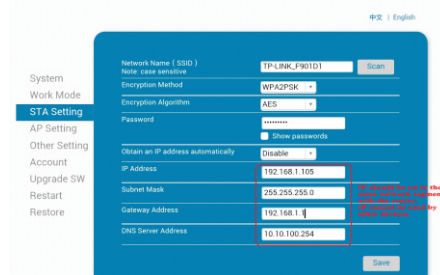 中文 | English
System
Work Mode
STA Setting
AP Setting
Other Setting
Account
Upgrade SW
Restart
Restore
Network Name ( SSID ) TP-LINK_F901D1 Scan
Note: case sensitive
Encryption Method WPA2PSK
Encryption Algorithm AES
Password ••••••••
Show passwords
Obtain an IP address automatically Disable
IP Address 192.168.1.105
Subnet Mask 255.255.255.0
Gateway Address 192.168.1.1
DNS Server Address 10.10.100.254
Save